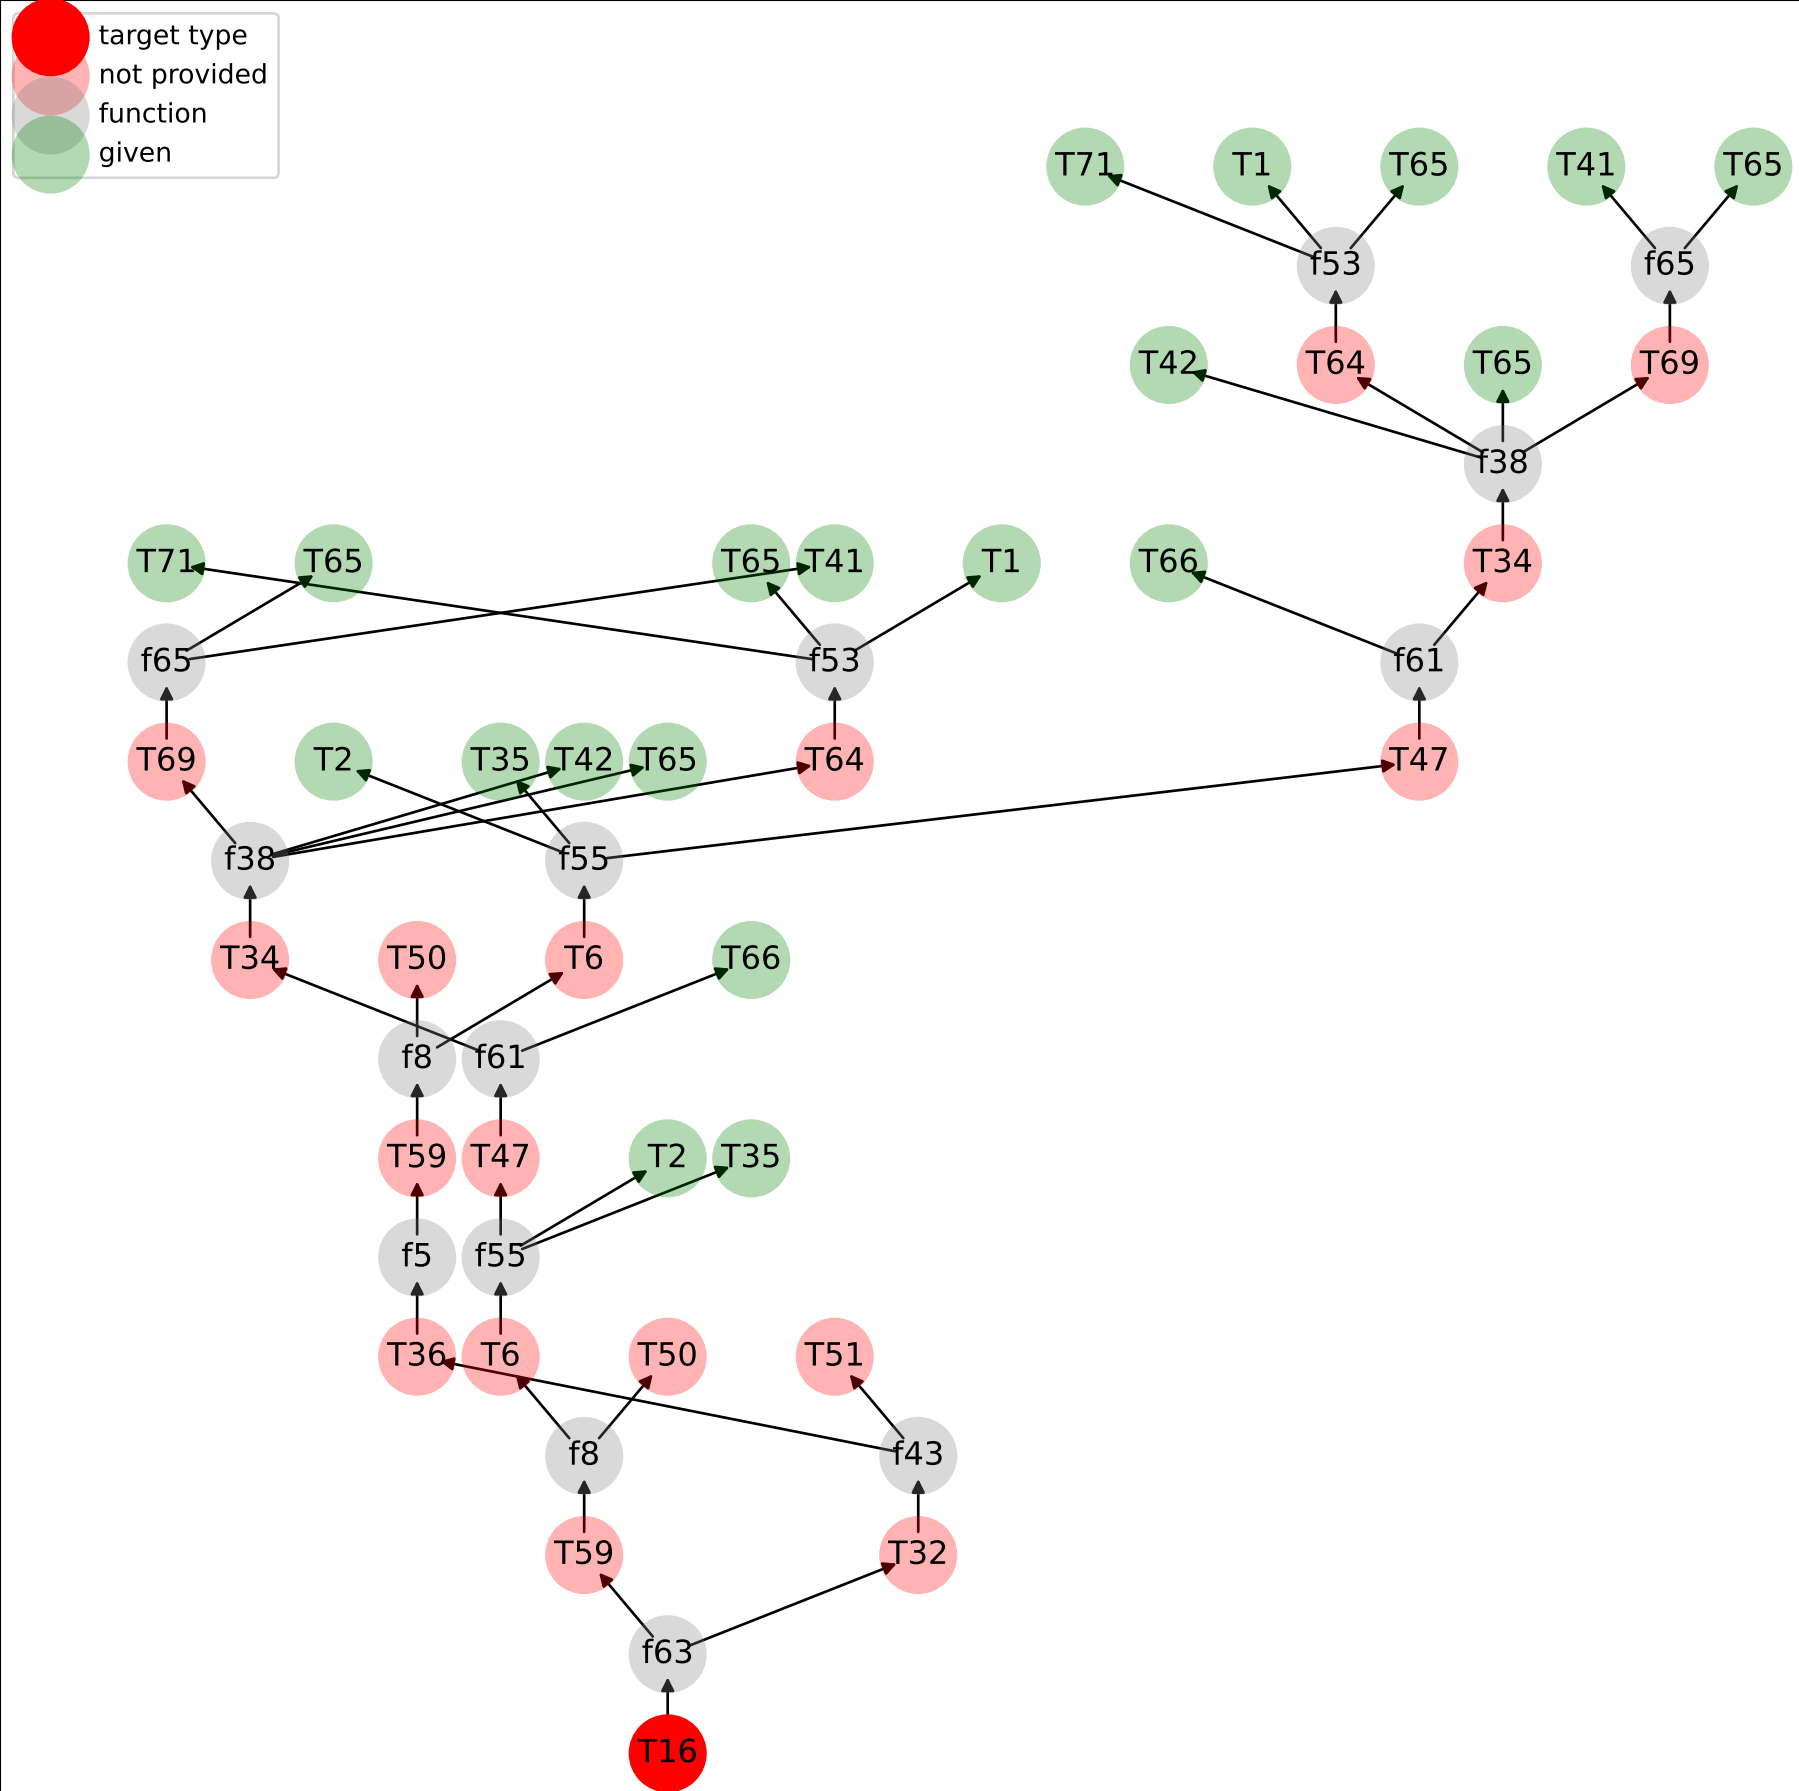 target type
not provided
function
given
T71 T1 T65 T41 T65
f53 f65
T42 T64 T65 T69
f38
T71 T65 T65 T41 T1 T66 T34
f65 f53 f61
T69 T2 T35 T42 T65 T64 T47
f38 f55
T34 T50 T6 T66
f8 f61
T59 T47 T2 T35
f5 f55
T36 T6 T50 T51
f8 f43
T59 T32
f63
T16